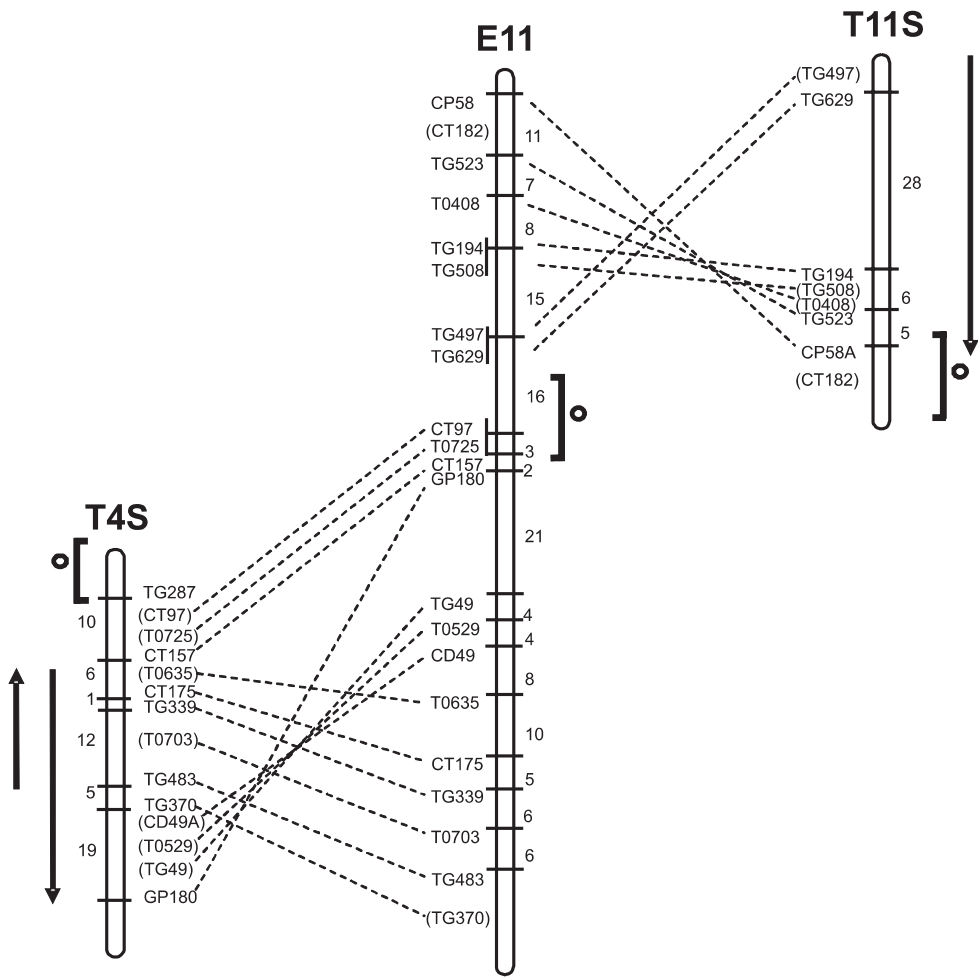 E11
CP58
(CT182)
11
TG523
7
T0408
8
TG194
TG508
15
TG497
TG629
16
CT97
T0725
3
CT157
2
GP180
21
TG49
4
T0529
4
CD49
8
T0635
10
CT175
5
TG339
6
T0703
6
TG483
(TG370)
T11S
(TG497)
TG629
28
TG194
(TG508)
(T0408)
6
TG523
5
CP58A
(CT182)
T4S
TG287
10
(CT97)
(T0725)
CT157
6
(T0635)
CT175
1
TG339
12
(T0703)
TG483
5
TG370
(CD49A)
19
(T0529)
(TG49)
GP180